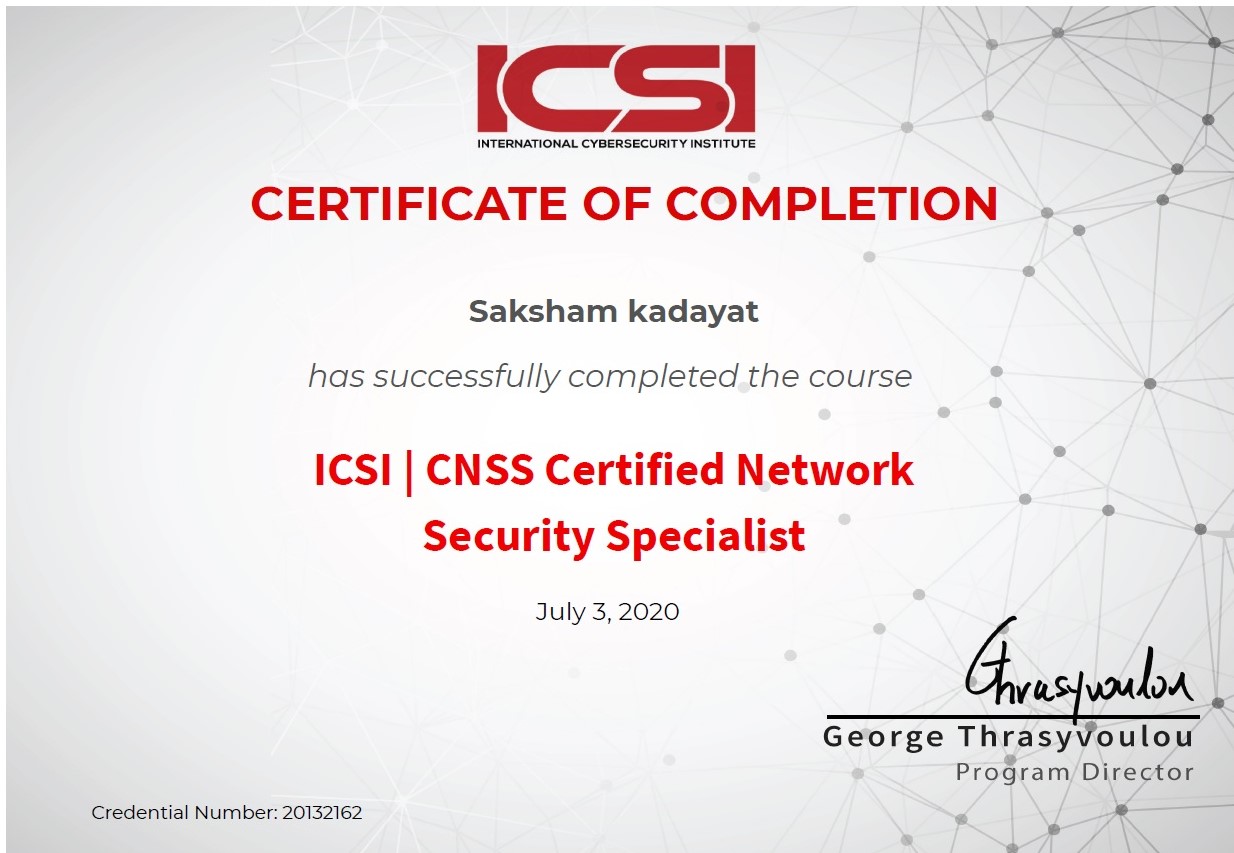 ICSI
INTERNATIONAL CYBERSECURITY INSTITUTE
CERTIFICATE OF COMPLETION
Saksham kadayat
has successfully completed the course
ICSI | CNSS Certified Network
Security Specialist
July 3, 2020
Thrasyvoulou
George Thrasyvoulou
Program Director
Credential Number: 20132162